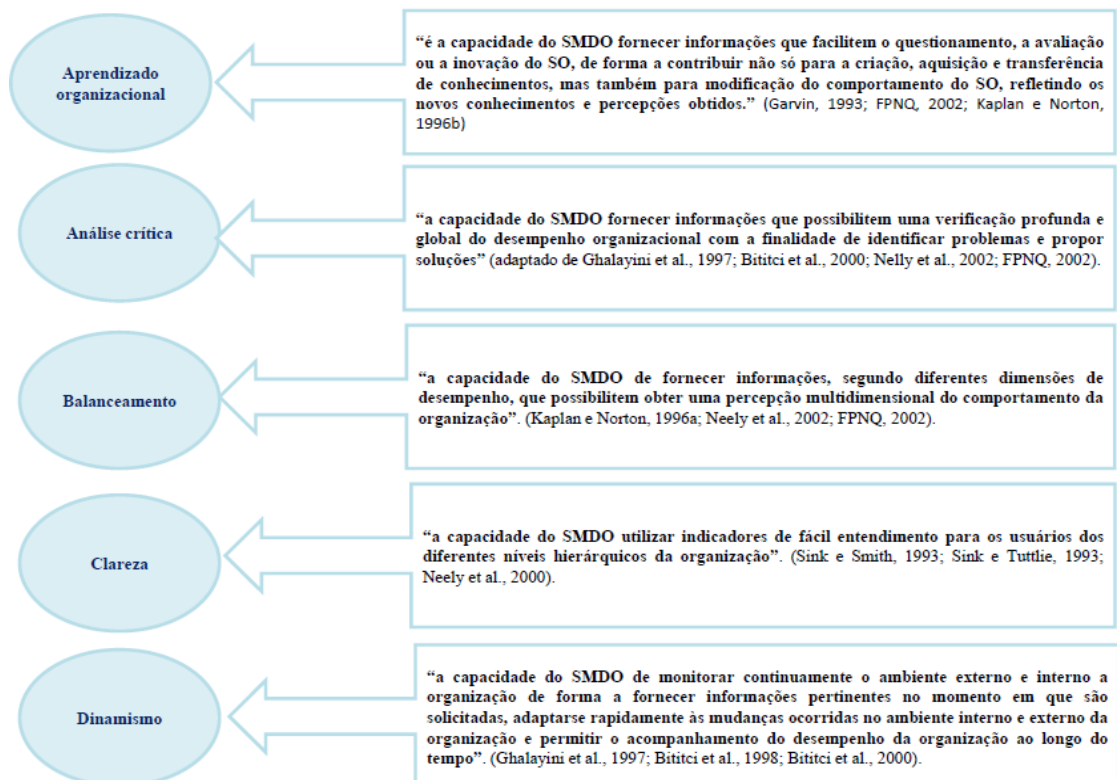 Aprendizado
organizacional
“é a capacidade do SMDO fornecer informações que facilitem o questionamento, a avaliação
ou a inovação do SO, de forma a contribuir não só para a criação, aquisição e transferência
de conhecimentos, mas também para modificação do comportamento do SO, refletindo os
novos conhecimentos e percepções obtidos.” (Garvin, 1993; FPNQ, 2002; Kaplan e Norton,
1996b)
Análise crítica
“a capacidade do SMDO fornecer informações que possibilitem uma verificação profunda e
global do desempenho organizacional com a finalidade de identificar problemas e propor
soluções” (adaptado de Ghalayini et al., 1997; Bititci et al., 2000; Nelly et al., 2002; FPNQ, 2002).
Balanceamento
“a capacidade do SMDO de fornecer informações, segundo diferentes dimensões de
desempenho, que possibilitem obter uma percepção multidimensional do comportamento da
organização”. (Kaplan e Norton, 1996a; Neely et al., 2002; FPNQ, 2002).
Clareza
“a capacidade do SMDO utilizar indicadores de fácil entendimento para os usuários dos
diferentes níveis hierárquicos da organização”. (Sink e Smith, 1993; Sink e Tuttlie, 1993;
Neely et al., 2000).
Dinamismo
“a capacidade do SMDO de monitorar continuamente o ambiente externo e interno a
organização de forma a fornecer informações pertinentes no momento em que são
solicitadas, adaptarse rapidamente às mudanças ocorridas no ambiente interno e externo da
organização e permitir o acompanhamento do desempenho da organização ao longo do
tempo”. (Ghalayini et al., 1997; Bititci et al., 1998; Bititci et al., 2000).